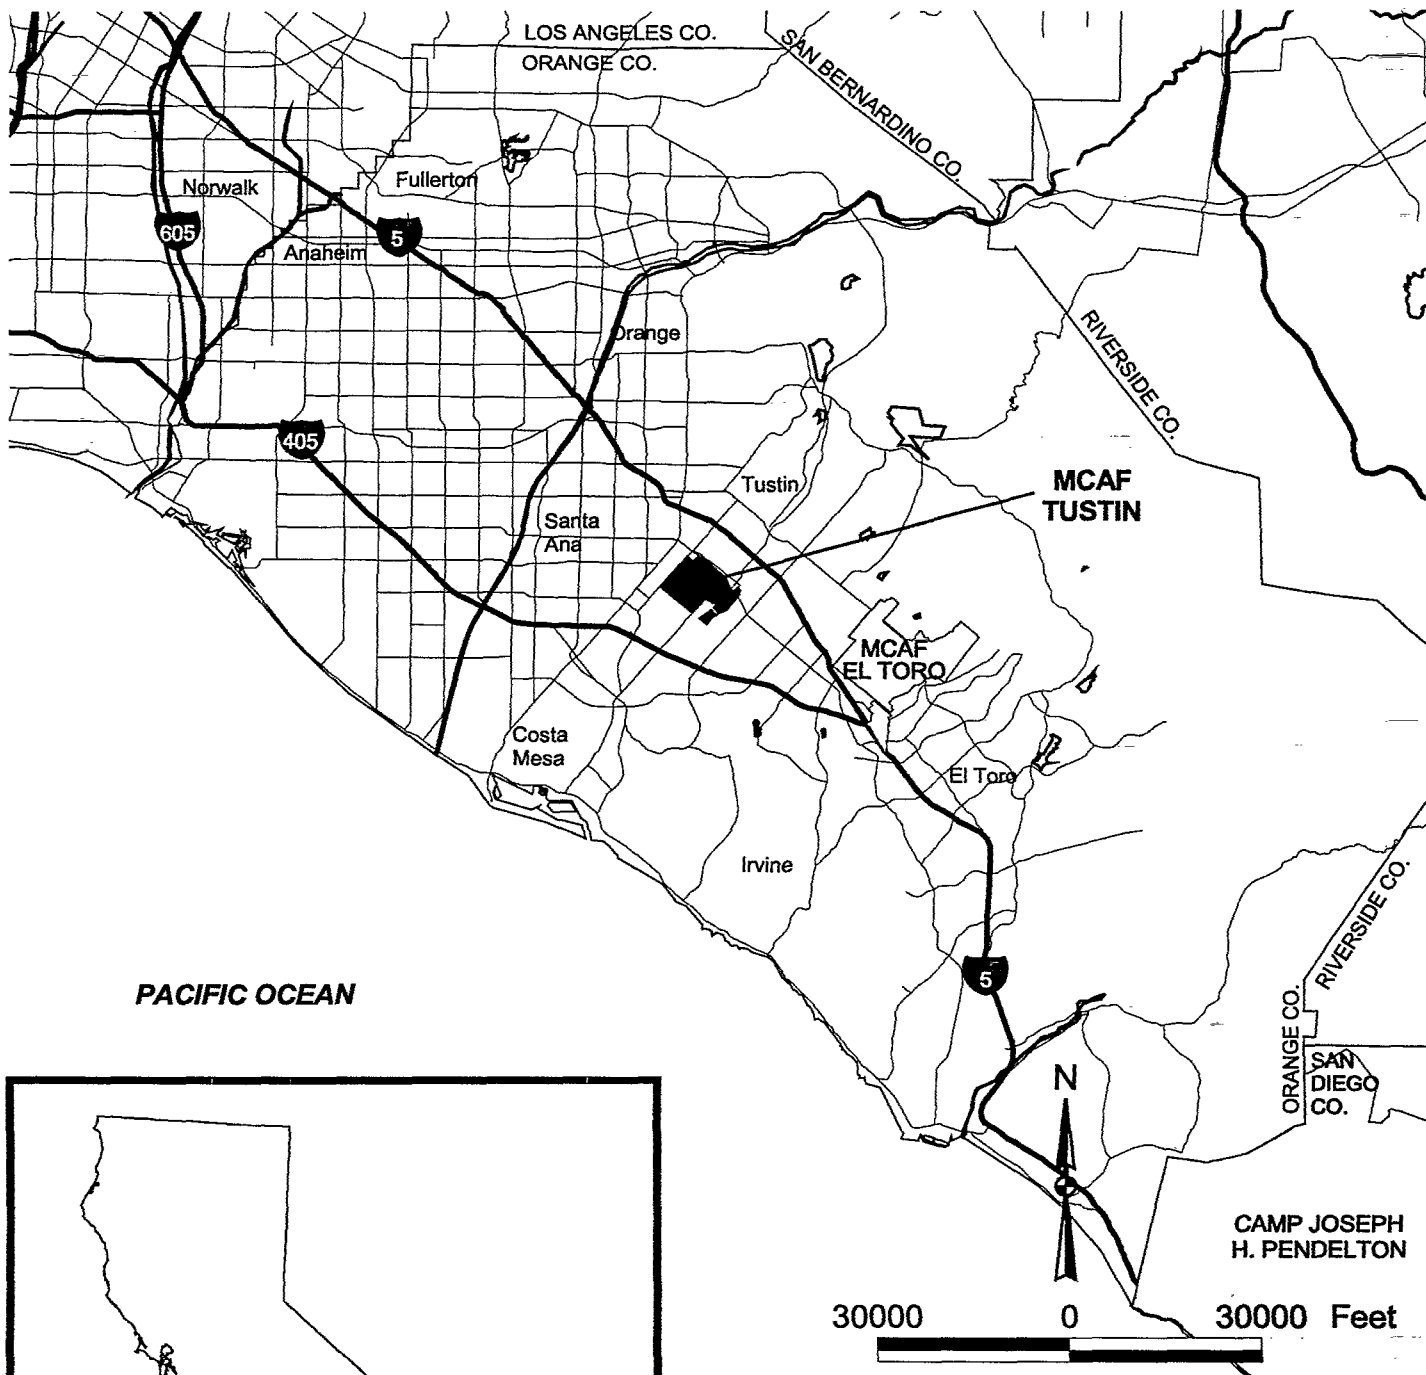 LOS ANGELES CO.
ORANGE CO.
SAN BERNARDINO CO.
Norwalk
Fullerton
605
5
Anaheim
RIVERSIDE CO.
Orange
405
Tustin
MCAF
TUSTIN
Santa
Ana
MCAF
EL TORO
Costa
Mesa
El Toro
Irvine
RIVERSIDE CO.
5
PACIFIC OCEAN
ORANGE CO.
SAN
DIEGO
CO.
N
CAMP JOSEPH
H. PENDELTON
30000 0 30000 Feet